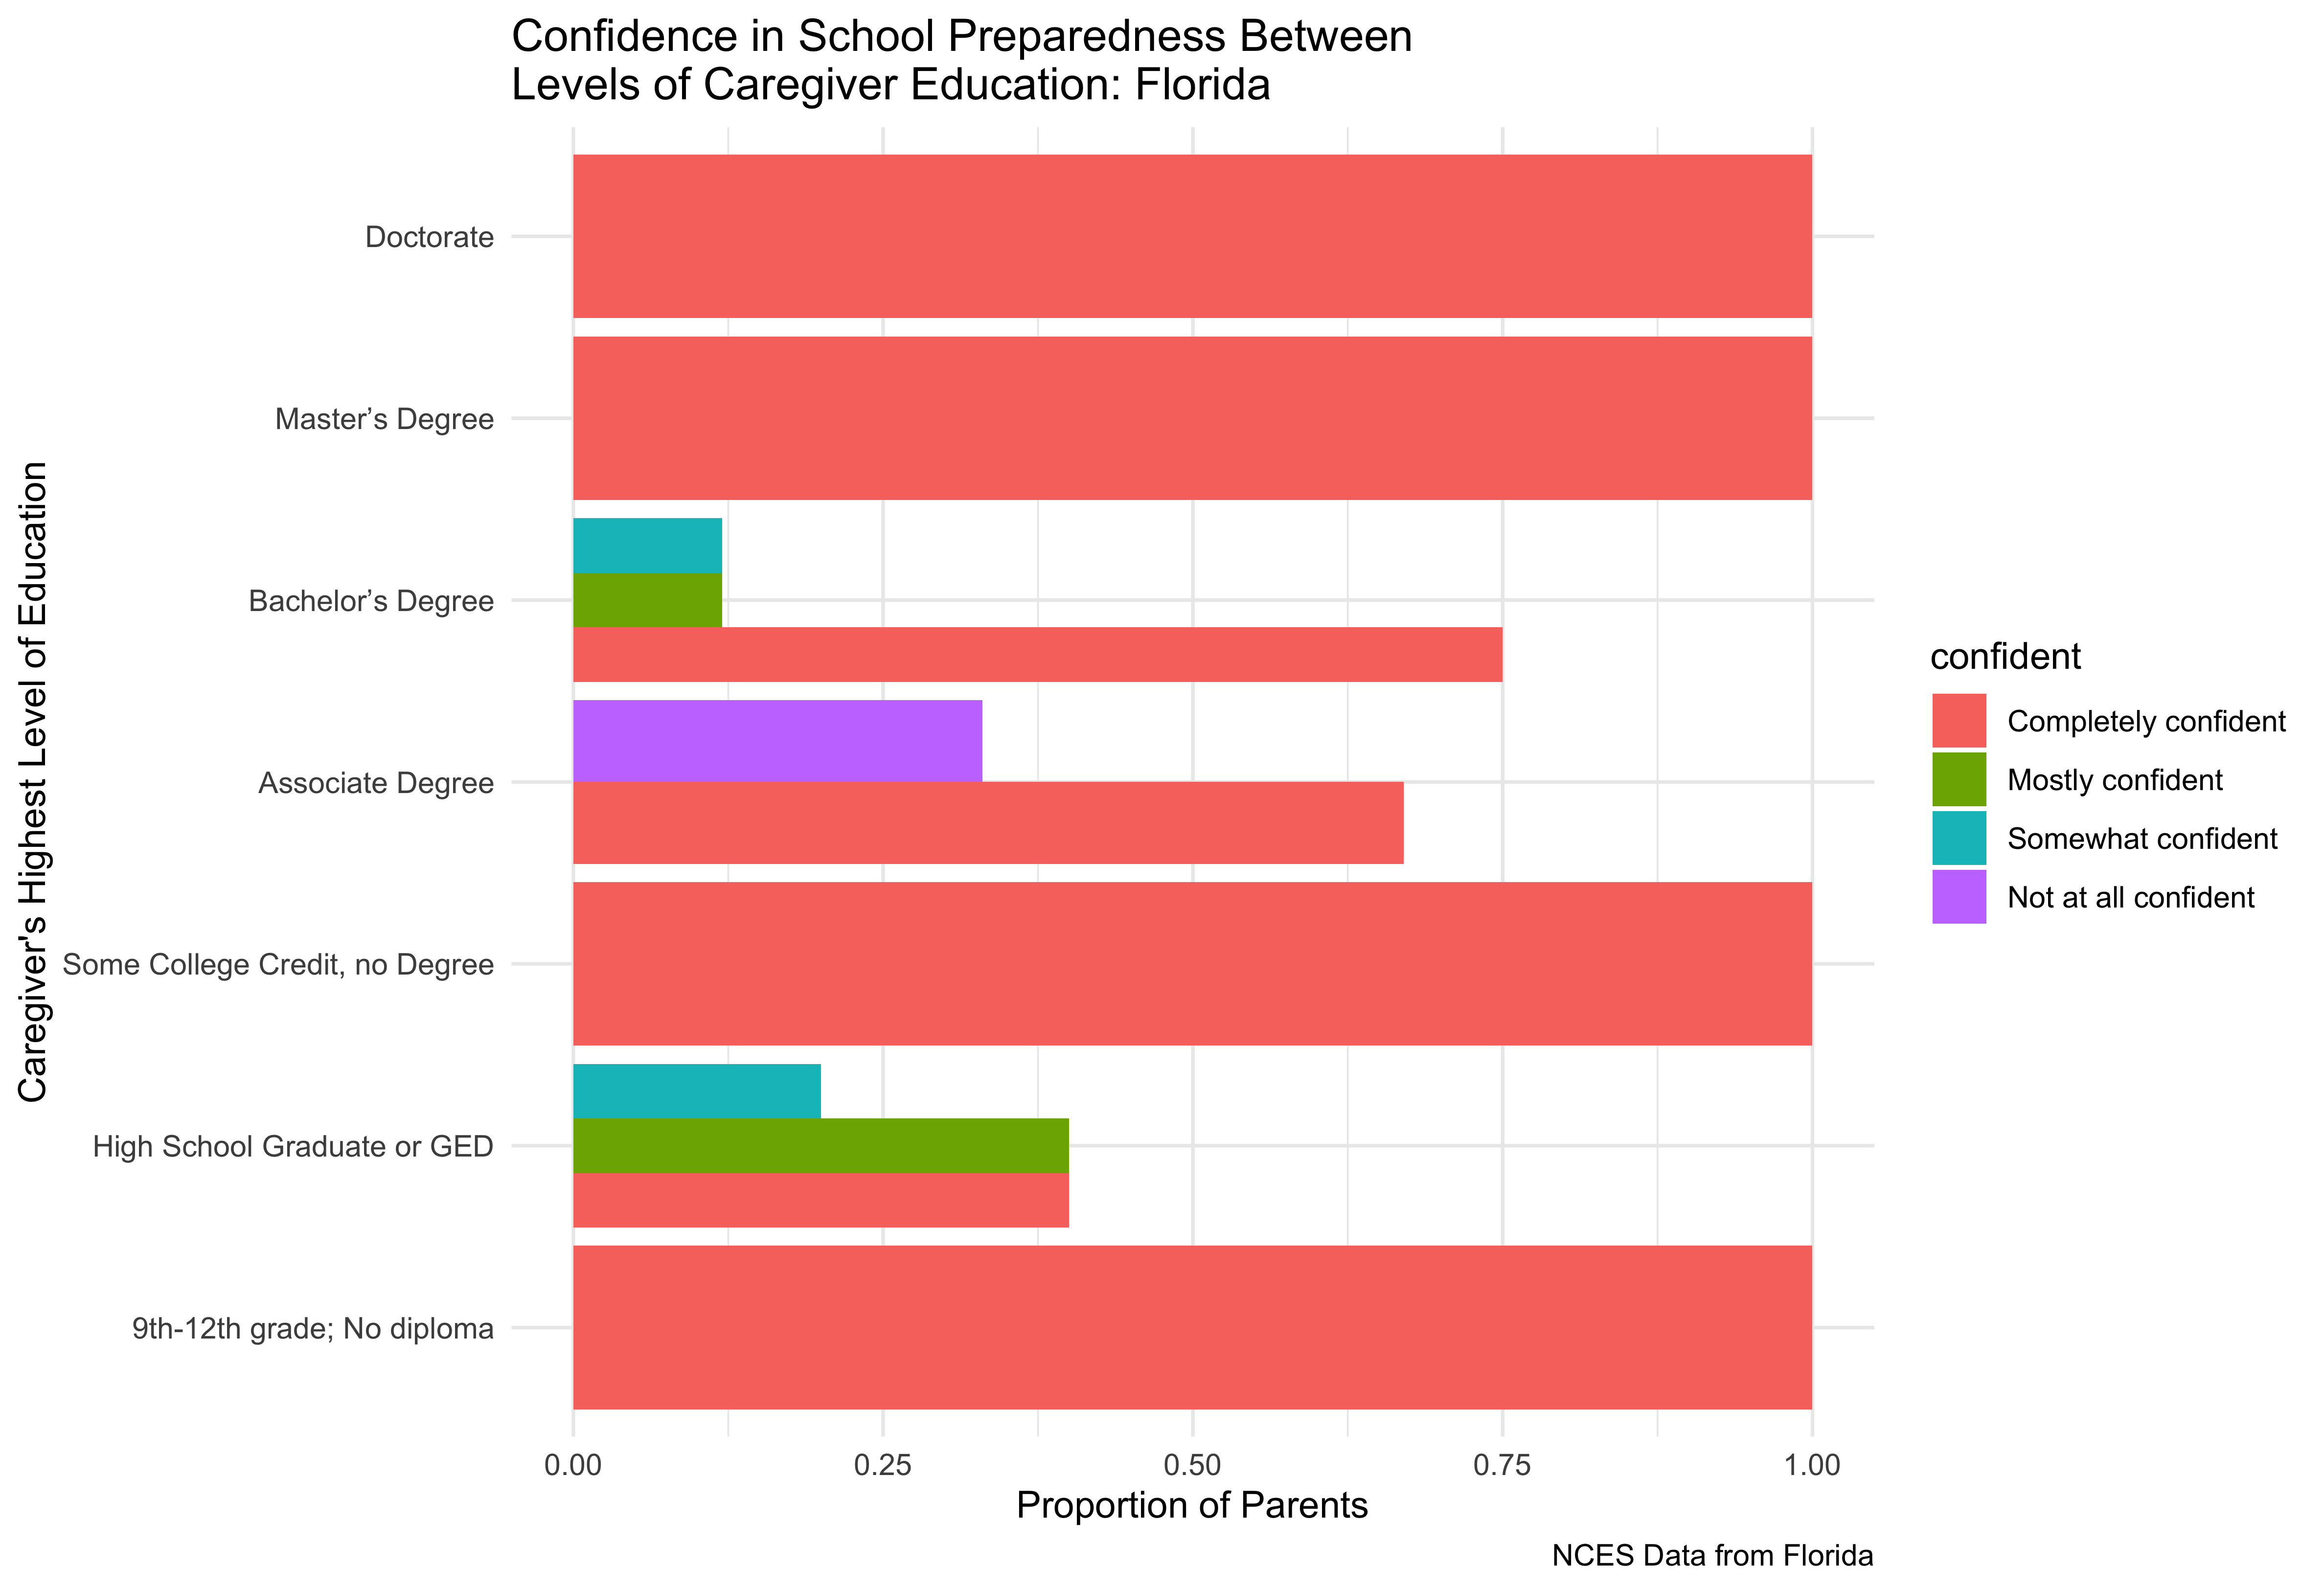 Confidence in School Preparedness Between
Levels of Caregiver Education: Florida
Caregiver's Highest Level of Education
Doctorate
Master’s Degree
Bachelor’s Degree
Associate Degree
Some College Credit, no Degree
High School Graduate or GED
9th-12th grade; No diploma
0.00
0.25
0.50
0.75
1.00
Proportion of Parents
confident
Completely confident
Mostly confident
Somewhat confident
Not at all confident
NCES Data from Florida